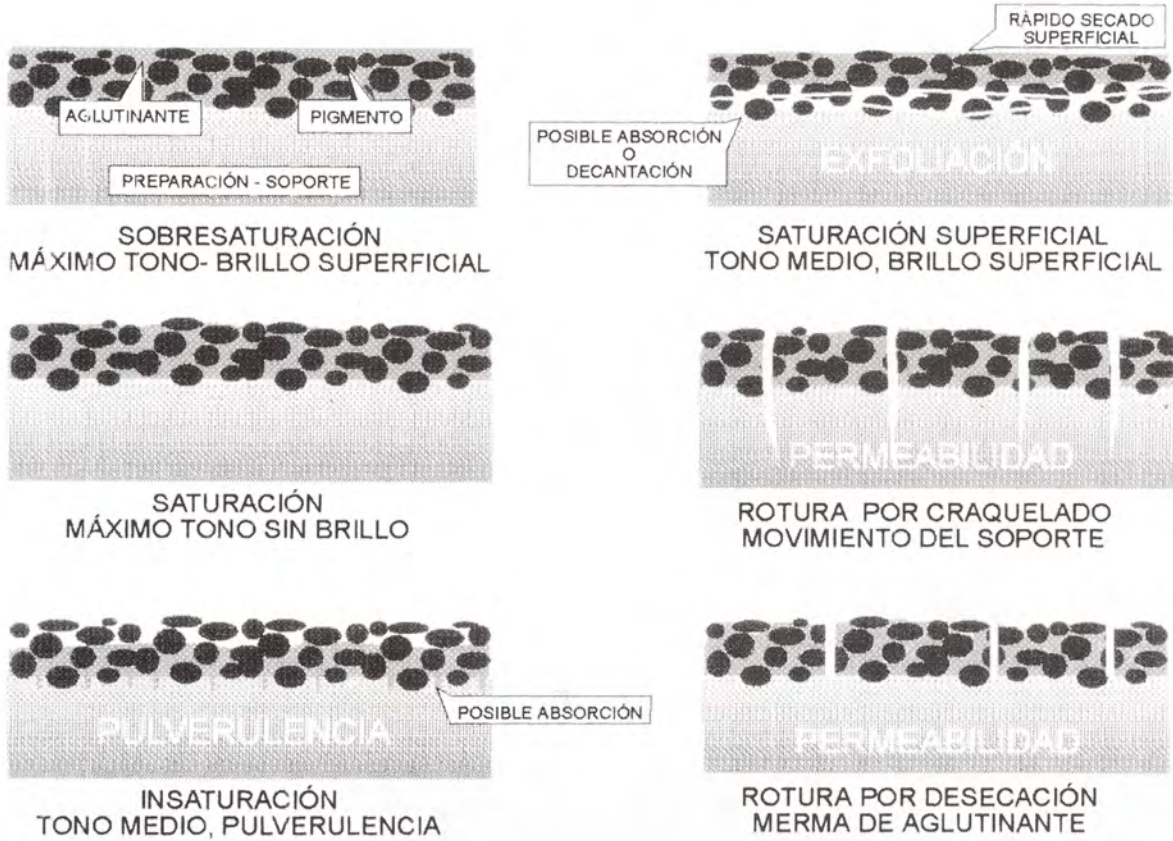 AGLUTINANTE
PIGMENTO
PREPARACIÓN - SOPORTE
SOBRESATURACIÓN
MÁXIMO TONO- BRILLO SUPERFICIAL
RÁPIDO SECADO
SUPERFICIAL
POSIBLE ABSORCIÓN
O
DECANTACIÓN
EXFOLIACIÓN
SATURACIÓN SUPERFICIAL
TONO MEDIO, BRILLO SUPERFICIAL
SATURACIÓN
MÁXIMO TONO SIN BRILLO
PERMEABILIDAD
ROTURA POR CRAQUELADO
MOVIMIENTO DEL SOPORTE
POSIBLE ABSORCIÓN
PULVERULENCIA
INSATURACIÓN
TONO MEDIO, PULVERULENCIA
PERMEABILIDAD
ROTURA POR DESECACIÓN
MERMA DE AGLUTINANTE